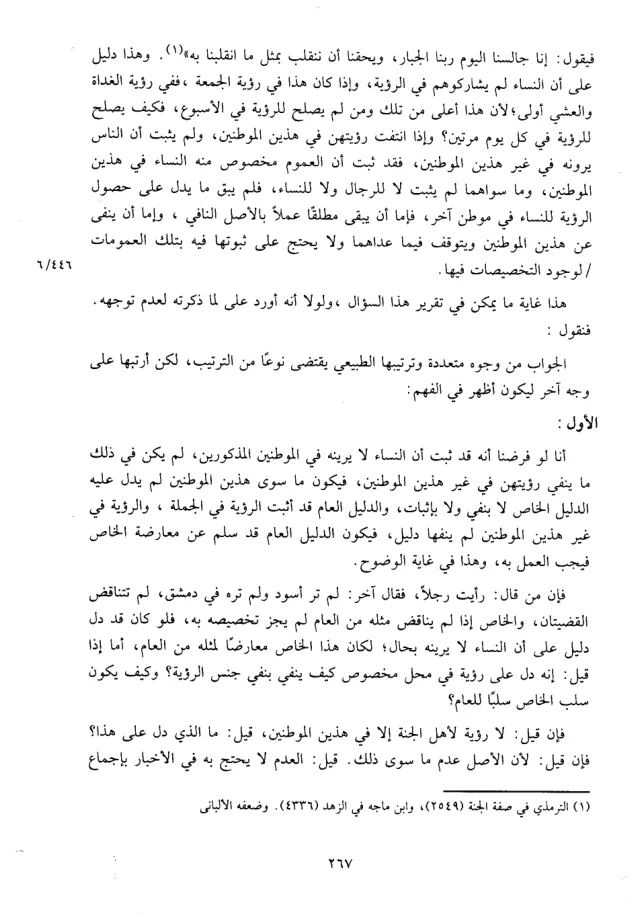 فيقول: إنا جالسنا اليوم ربنا الجبار، ويحقنا أن ننقلب بمثل ما انقلبنا به»(١). وهذا دليل
على أن النساء لم يشاركوهم في الرؤية، وإذا كان هذا في رؤية الجمعة ،ففي رؤية الغداة
والعشي أولى؛لأن هذا أعلى من تلك ومن لم يصلح للرؤية في الأسبوع، فكيف يصلح
للرؤية في كل يوم مرتين؟ وإذا انتفت رؤيتهن في هذين الموطنين، ولم يثبت أن الناس
يرونه في غير هذين الموطنين، فقد ثبت أن العموم مخصوص منه النساء في هذين
الموطنين، وما سواهما لم يثبت لا للرجال ولا للنساء، فلم يبق ما يدل على حصول
الرؤية للنساء في موطن آخر، فإما أن يبقى مطلقًا عملاً بالأصل النافي ، وإما أن ينفى
عن هذين الموطنين ويتوقف فيما عداهما ولا يحتج على ثبوتها فيه بتلك العمومات
/لوجود التخصيصات فيها.
٦/٤٤٦
هذا غاية ما يمكن في تقرير هذا السؤال ،ولولا أنه أورد على لما ذكرته لعدم توجهه.
فنقول :
الجواب من وجوه متعددة وترتيبها الطبيعي يقتضى نوعًا من الترتيب، لكن أرتبها على
وجه آخر ليكون أظهر في الفهم:
الأول :
أنا لو فرضنا أنه قد ثبت أن النساء لا يرينه في الموطنين المذكورين، لم يكن في ذلك
ما ينفي رؤيتهن في غير هذين الموطنين، فيكون ما سوى هذين الموطنين لم يدل عليه
الدليل الخاص لا بنفي ولا بإثبات، والدليل العام قد أثبت الرؤية في الجملة ، والرؤية في
غير هذين الموطنين لم ينفها دليل، فيكون الدليل العام قد سلم عن معارضة الخاص
فيجب العمل به، وهذا في غاية الوضوح.
فإن من قال: رأيت رجلاً، فقال آخر: لم تر أسود ولم تره في دمشق، لم تتناقض
القضيتان، والخاص إذا لم يناقض مثله من العام لم يجز تخصيصه به، فلو كان قد دل
دليل على أن النساء لا يرينه بحال؛ لكان هذا الخاص معارضًا لمثله من العام، أما إذا
قيل: إنه دل على رؤية في محل مخصوص كيف ينفي بنفي جنس الرؤية؟ وكيف يكون
سلب الخاص سلبًا للعام؟
فإن قيل: لا رؤية لأهل الجنة إلا في هذين الموطنين، قيل: ما الذي دل على هذا؟
فإن قيل: لأن الأصل عدم ما سوى ذلك. قيل: العدم لا يحتج به في الأخبار بإجماع
(١) الترمذي في صفة الجنة (٢٥٤٩)، وابن ماجه في الزهد (٤٣٣٦). وضعفه الألبانى
٢٦٧